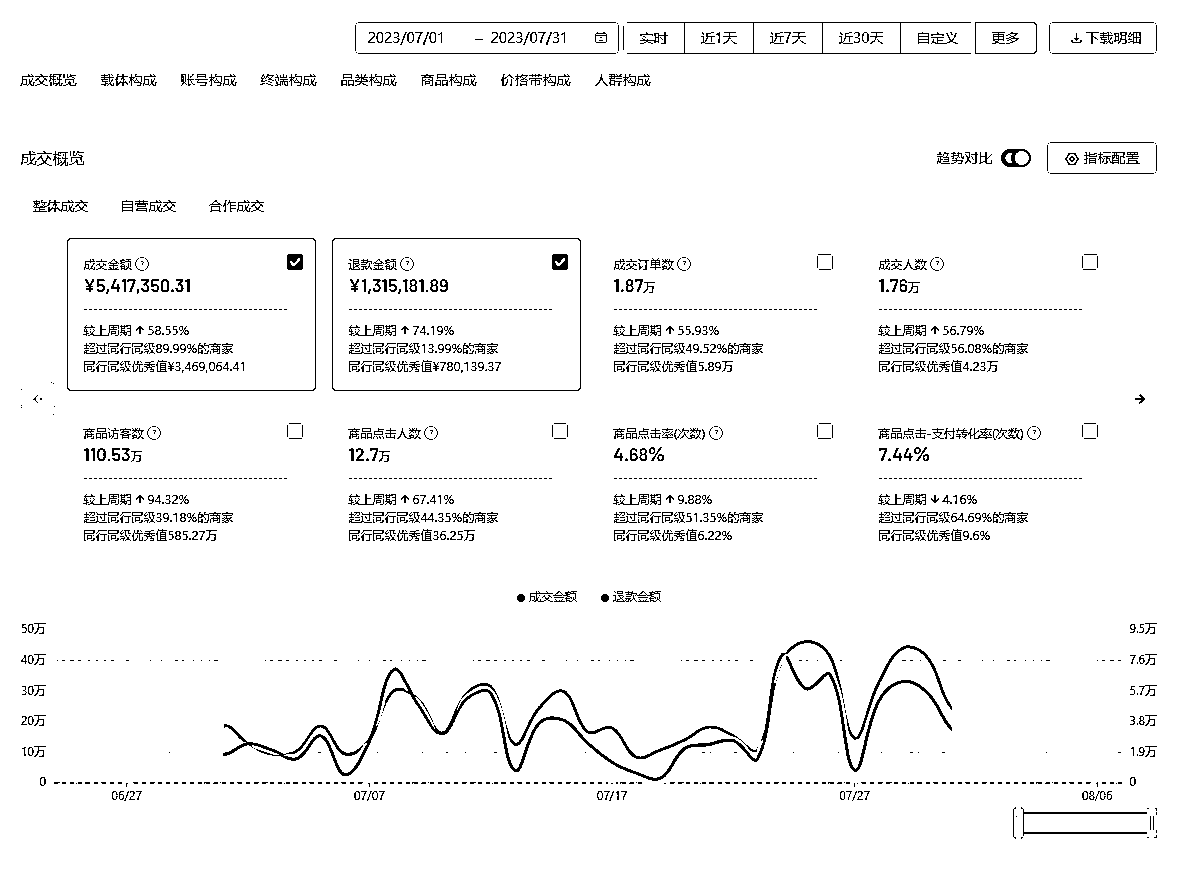 2023/07/01 – 2023/07/31 实时 近1天 近7天 近30天 自定义 更多 下载明细
成交概览 载体构成 账号构成 终端构成 品类构成 商品构成 价格带构成 人群构成
成交概览 趋势对比 指标配置
整体成交 自营成交 合作成交
成交金额 ? 退款金额 ? 成交订单数 ? 成交人数 ?
¥5,417,350.31 ¥1,315,181.89 1.87万 1.76万
较上周期 ↑ 58.55% 较上周期 ↑ 74.19% 较上周期 ↑ 55.93% 较上周期 ↑ 56.79%
超过同行同级89.99%的商家 超过同行同级13.99%的商家 超过同行同级49.52%的商家 超过同行同级56.08%的商家
同行同级优秀值¥3,469,064.41 同行同级优秀值¥780,139.37 同行同级优秀值5.89万 同行同级优秀值4.23万
商品访客数 ? 商品点击人数 ? 商品点击率(次数) ? 商品点击-支付转化率(次数) ?
110.53万 12.7万 4.68% 7.44%
较上周期 ↑ 94.32% 较上周期 ↑ 67.41% 较上周期 ↑ 9.88% 较上周期 ↓ 4.16%
超过同行同级39.18%的商家 超过同行同级44.35%的商家 超过同行同级51.35%的商家 超过同行同级64.69%的商家
同行同级优秀值585.27万 同行同级优秀值36.25万 同行同级优秀值6.22% 同行同级优秀值9.6%
成交金额 退款金额
50万 9.5万
40万 7.6万
30万 5.7万
20万 3.8万
10万 1.9万
0 0
06/27 07/07 07/17 07/27 08/06